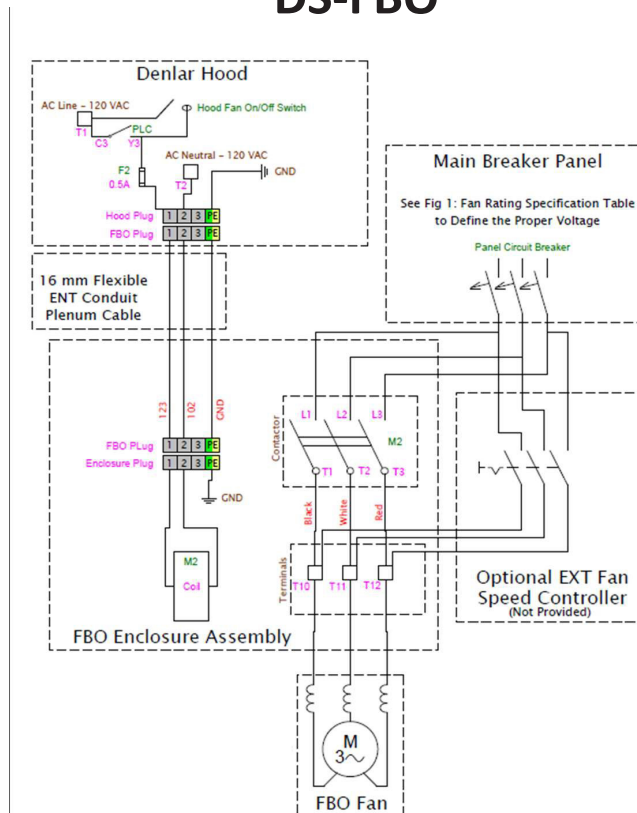 DS-FBO
Denlar Hood
AC Line – 120 VAC
Hood Fan On/Off Switch
T1
PLC
C3
Y3
AC Neutral – 120 VAC
F2
0.5A
T2
GND
Hood Plug 1 2 3 PE
FBO Plug 1 2 3 PE
Main Breaker Panel
See Fig 1: Fan Rating Specification Table
to Define the Proper Voltage
Panel Circuit Breaker
16 mm Flexible
ENT Conduit
Plenum Cable
123
102
GND
FBO PLug 1 2 3 PE
Enclosure Plug 1 2 3 PE
GND
M2
Coil
Contactor
L1
L2
L3
M2
T1
T2
T3
Black
White
Red
Terminals
T10
T11
T12
FBO Enclosure Assembly
Optional EXT Fan
Speed Controller
(Not Provided)
M
3~
FBO Fan